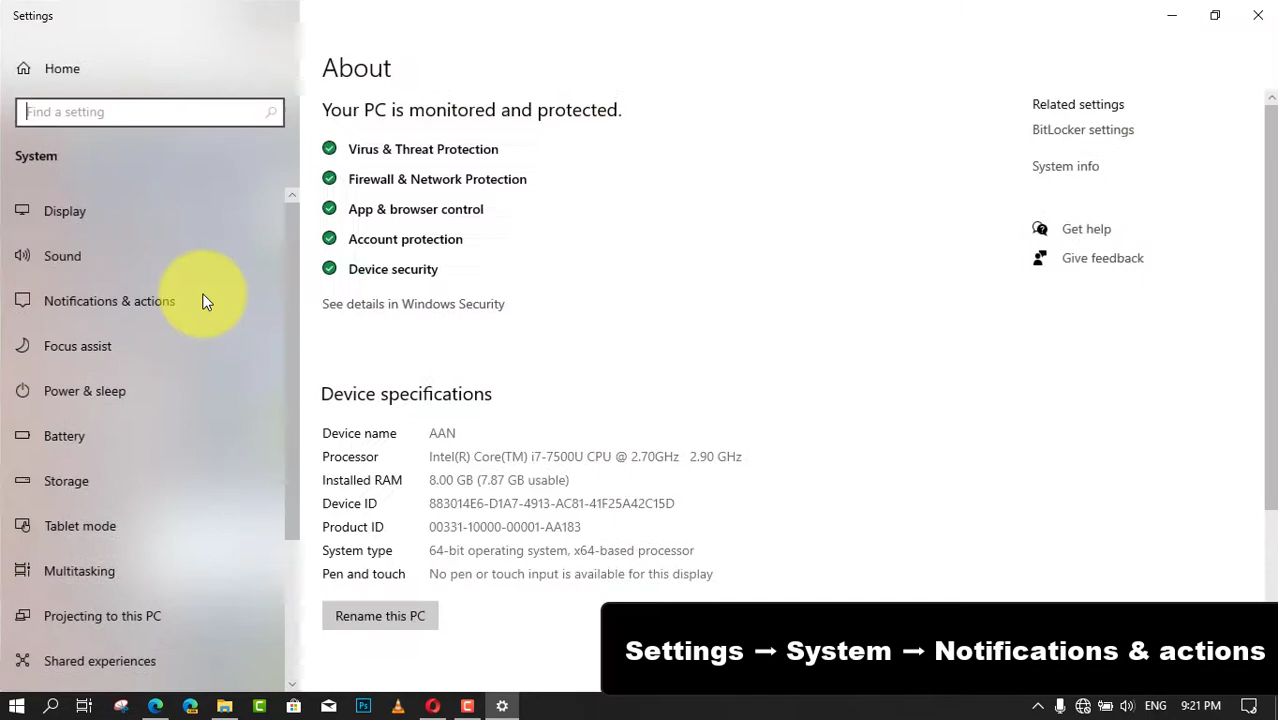 Settings
Home
Find a setting
System
Display
Sound
Notifications & actions
Focus assist
Power & sleep
Battery
Storage
Tablet mode
Multitasking
Projecting to this PC
Shared experiences
About
Your PC is monitored and protected.
Virus & Threat Protection
Firewall & Network Protection
App & browser control
Account protection
Device security
See details in Windows Security
Device specifications
Device name AAN
Processor Intel(R) Core(TM) i7-7500U CPU @ 2.70GHz 2.90 GHz
Installed RAM 8.00 GB (7.87 GB usable)
Device ID 883014E6-D1A7-4913-AC81-41F25A42C15D
Product ID 00331-10000-00001-AA183
System type 64-bit operating system, x64-based processor
Pen and touch No pen or touch input is available for this display
Rename this PC
Related settings
BitLocker settings
System info
Get help
Give feedback
Settings → System → Notifications & actions
Ps
ENG 9:21 PM